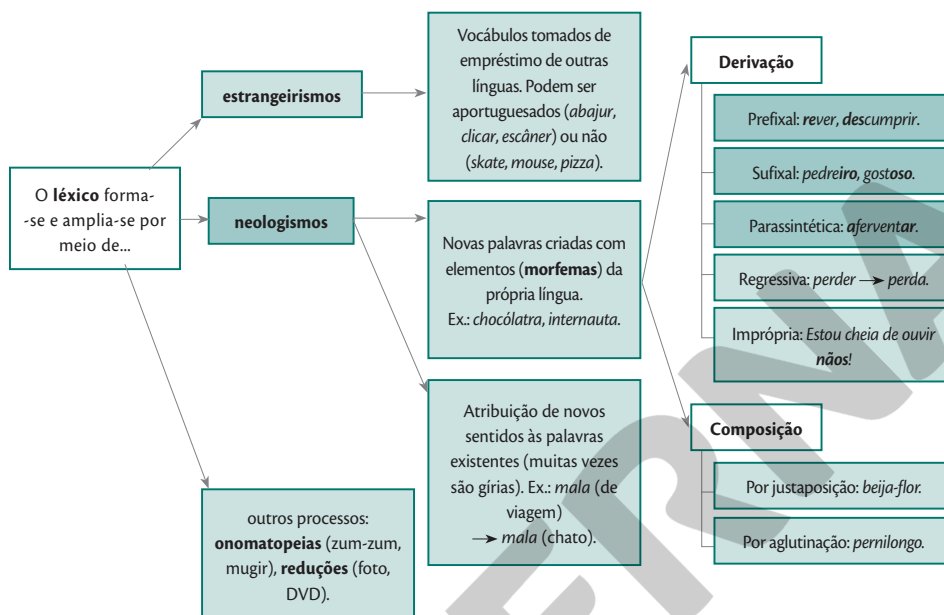 O léxico forma-
-se e amplia-se por
meio de...
estrangeirismos
Vocábulos tomados de
empréstimo de outras
línguas. Podem ser
aportuguesados (abajur,
clicar, escâner) ou não
(skate, mouse, pizza).
neologismos
Novas palavras criadas com
elementos (morfemas) da
própria língua.
Ex.: chocólatra, internauta.
Atribuição de novos
sentidos às palavras
existentes (muitas vezes
são gírias). Ex.: mala (de
viagem)
→ mala (chato).
outros processos:
onomatopeias (zum-zum,
mugir), reduções (foto,
DVD).
Derivação
Prefixal: rever, descumprir.
Sufixal: pedreiro, gostoso.
Parassintética: aferventar.
Regressiva: perder → perda.
Imprópria: Estou cheia de ouvir
nãos!
Composição
Por justaposição: beija-flor.
Por aglutinação: pernilongo.
ERNA